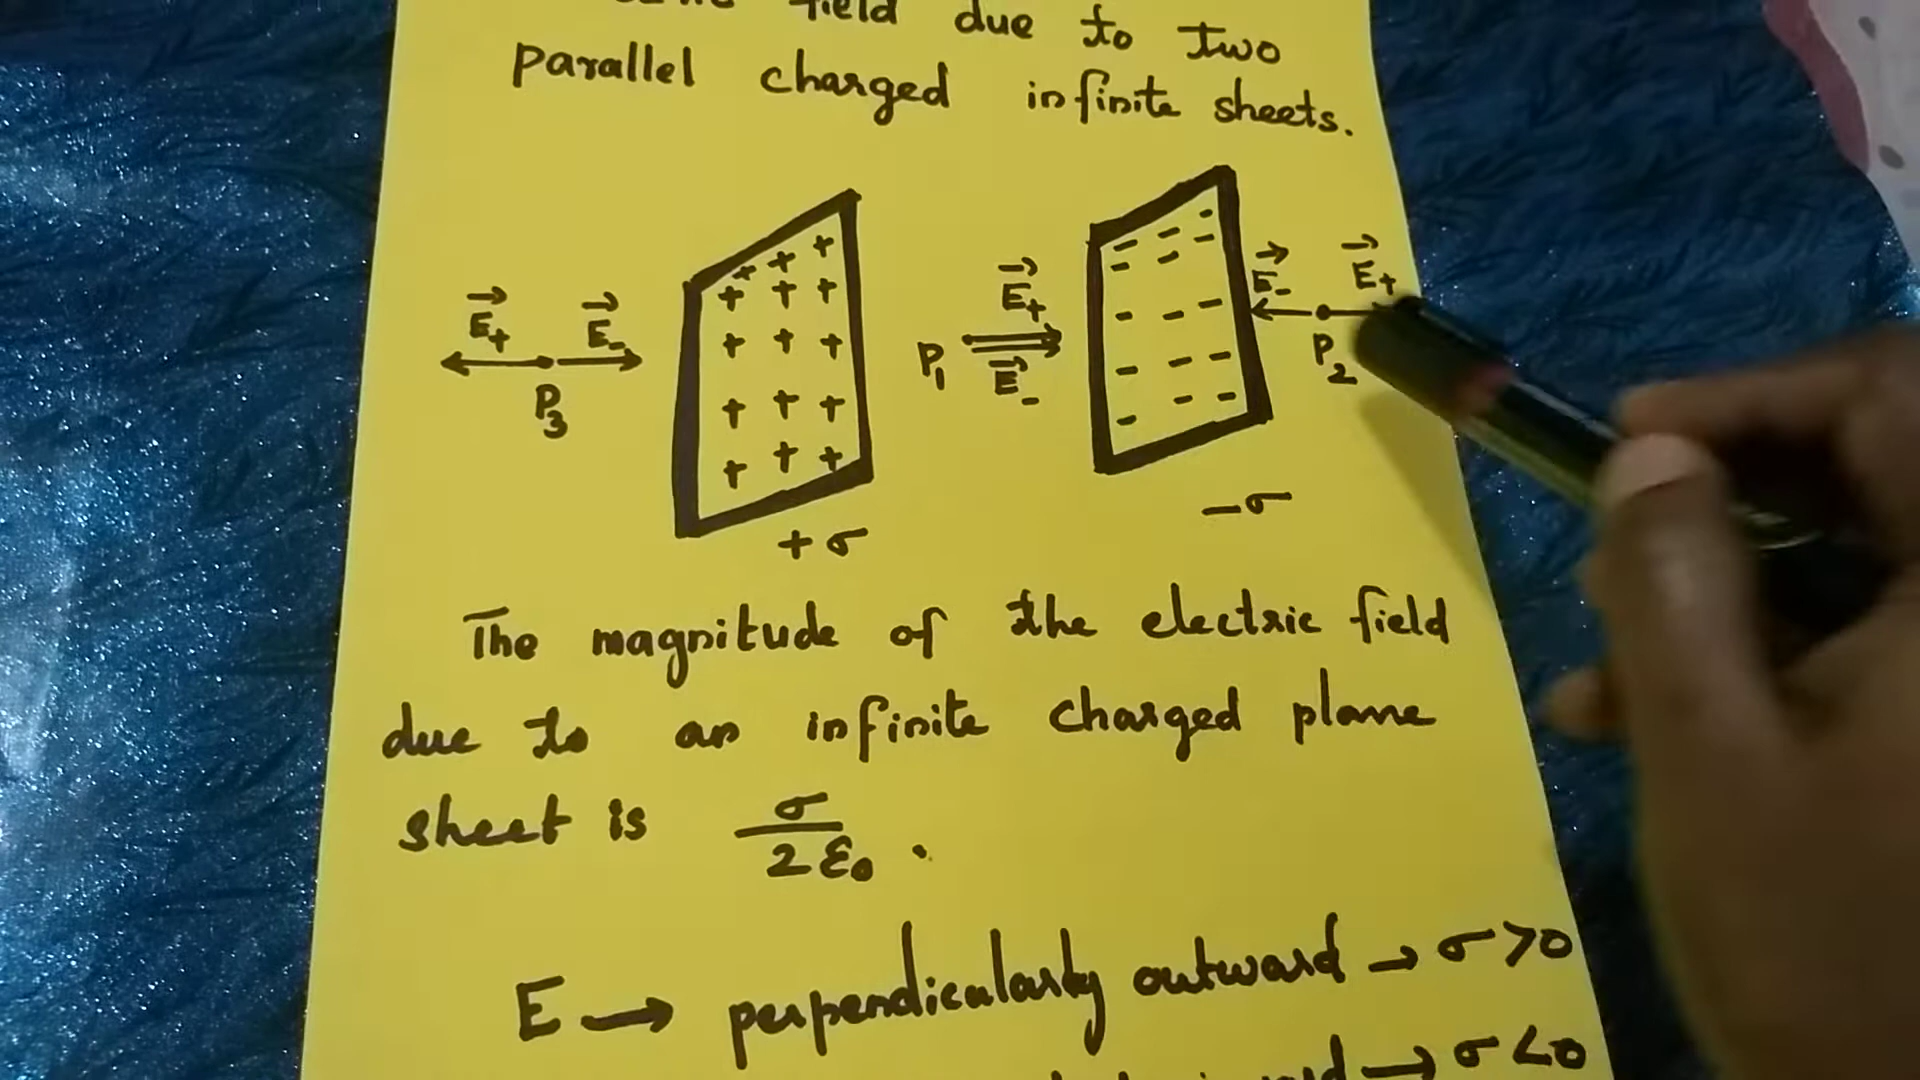 field due to two
parallel charged infinite sheets.
E₊ E₋
P₃
+ + +
+ + +
+ + +
+ + +
+ + +
+σ
E₊
P₁
E₋
− − −
− − −
− − −
− − −
− − −
−σ
E₋ E₊
P₂
The magnitude of the electric field
due to an infinite charged plane
sheet is σ/2ε₀ .
E → perpendicularly outward → σ>0
→ σ<0